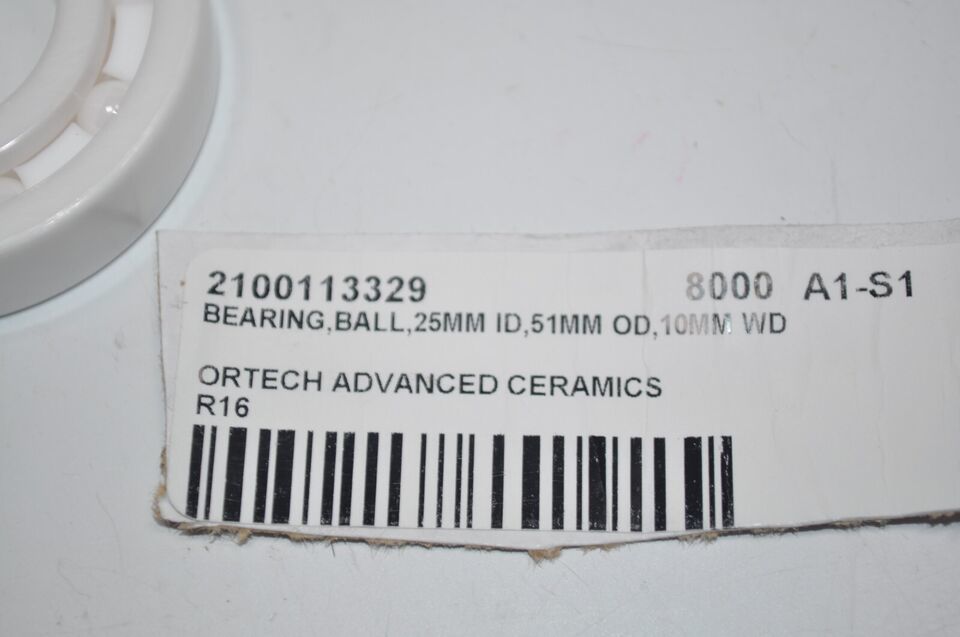 2100113329 8000 A1-S1
BEARING,BALL,25MM ID,51MM OD,10MM WD
ORTECH ADVANCED CERAMICS
R16